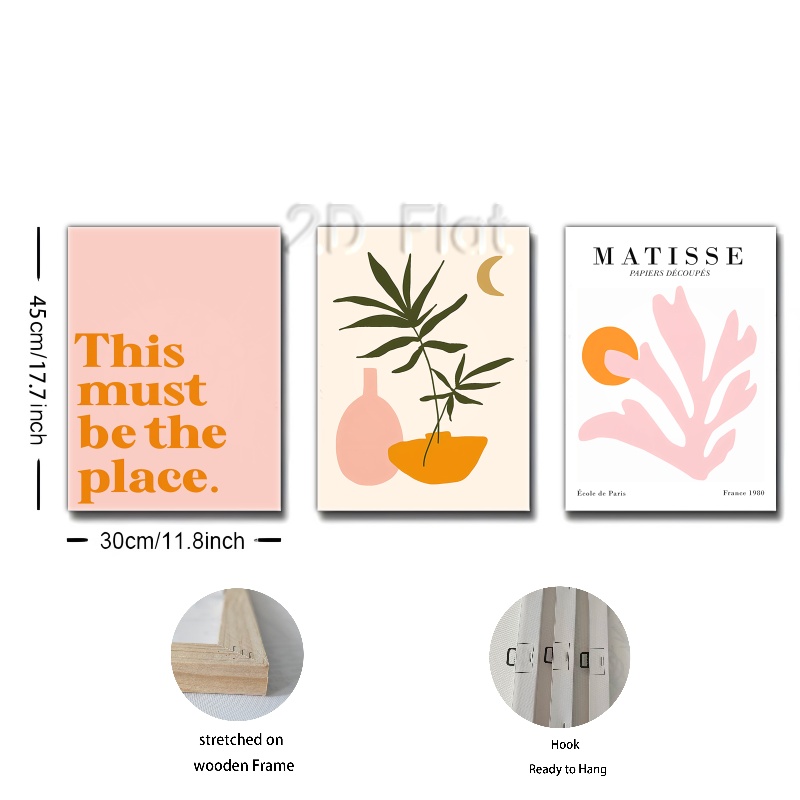 2D Flat.
45cm/17.7inch
This
must
be the
place.
MATISSE
PAPIERS DÉCOUPÉS
École de Paris
France 1980
30cm/11.8inch
stretched on
wooden Frame
Hook
Ready to Hang